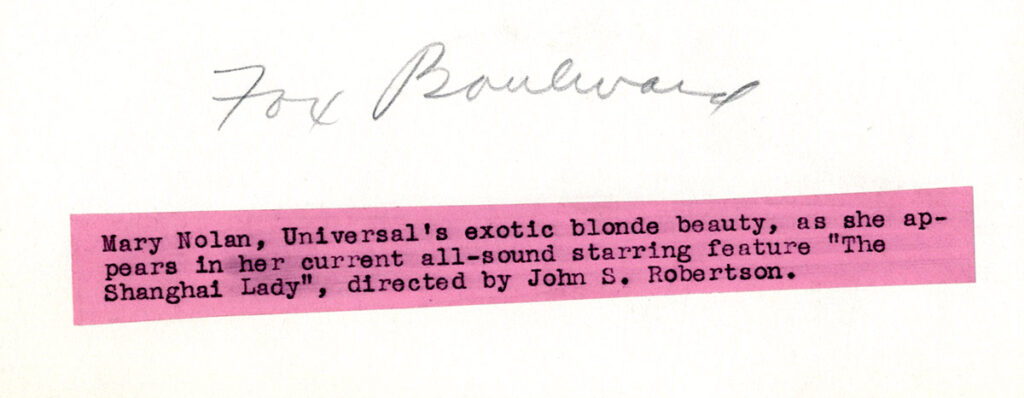 Fox Boulevard
Mary Nolan, Universal's exotic blonde beauty, as she ap-
pears in her current all-sound starring feature "The
Shanghai Lady", directed by John S. Robertson.